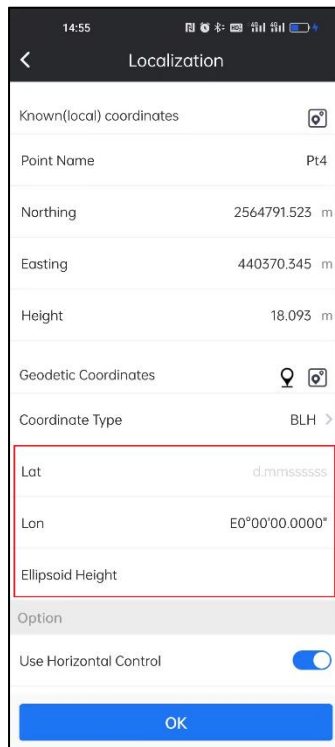 14:55
Localization
Known(local) coordinates
Point Name Pt4
Northing 2564791.523 m
Easting 440370.345 m
Height 18.093 m
Geodetic Coordinates
Coordinate Type BLH >
Lat d.mmssssss
Lon E0°00'00.0000"
Ellipsoid Height
Option
Use Horizontal Control
OK